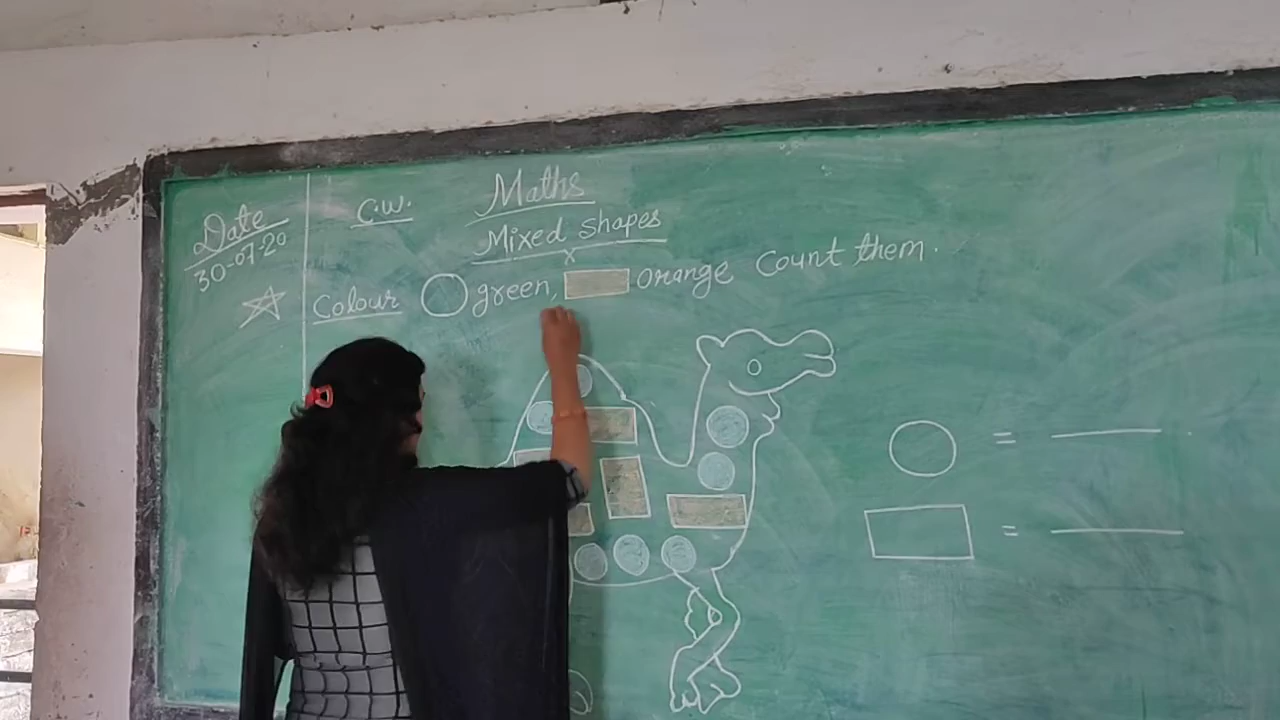 Date
30-07-20
C.W.
Maths
Mixed shapes
x
Colour green, Orange Count them.
=
=